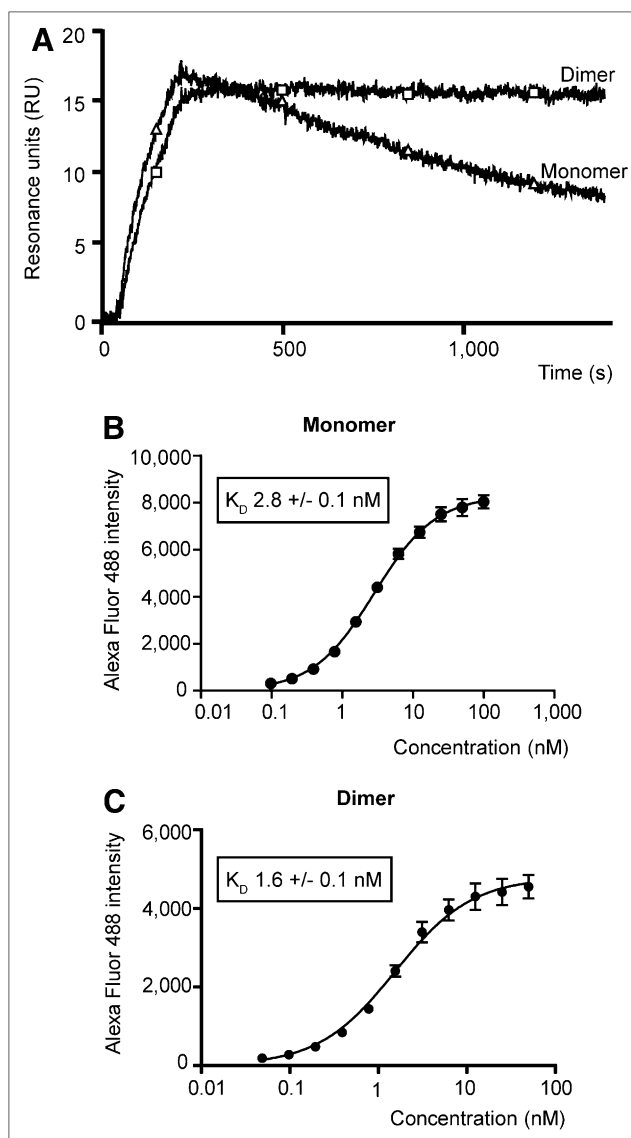 A
20
15
10
5
0
Resonance units (RU)
Dimer
Monomer
0 500 1,000
Time (s)
B
Monomer
10,000
8,000
6,000
4,000
2,000
0
Alexa Fluor 488 intensity
KD 2.8 +/- 0.1 nM
0.01 0.1 1 10 100 1,000
Concentration (nM)
C
Dimer
6,000
4,000
2,000
0
Alexa Fluor 488 intensity
KD 1.6 +/- 0.1 nM
0.01 0.1 1 10 100
Concentration (nM)